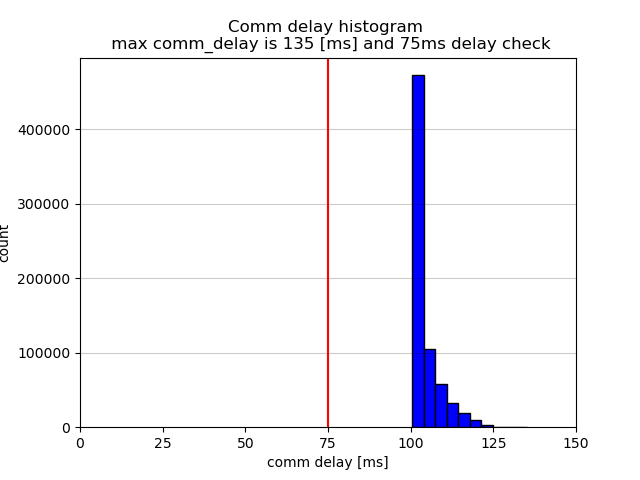 Comm delay histogram
max comm_delay is 135 [ms] and 75ms delay check
400000
300000
200000
100000
0
count
0 25 50 75 100 125 150
comm delay [ms]